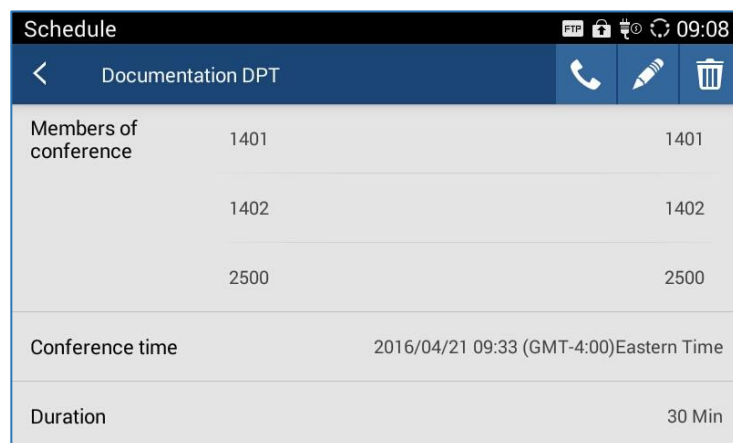 Schedule FTP 09:08
Documentation DPT
Members of
conference
1401 1401
1402 1402
2500 2500
Conference time 2016/04/21 09:33 (GMT-4:00)Eastern Time
Duration 30 Min